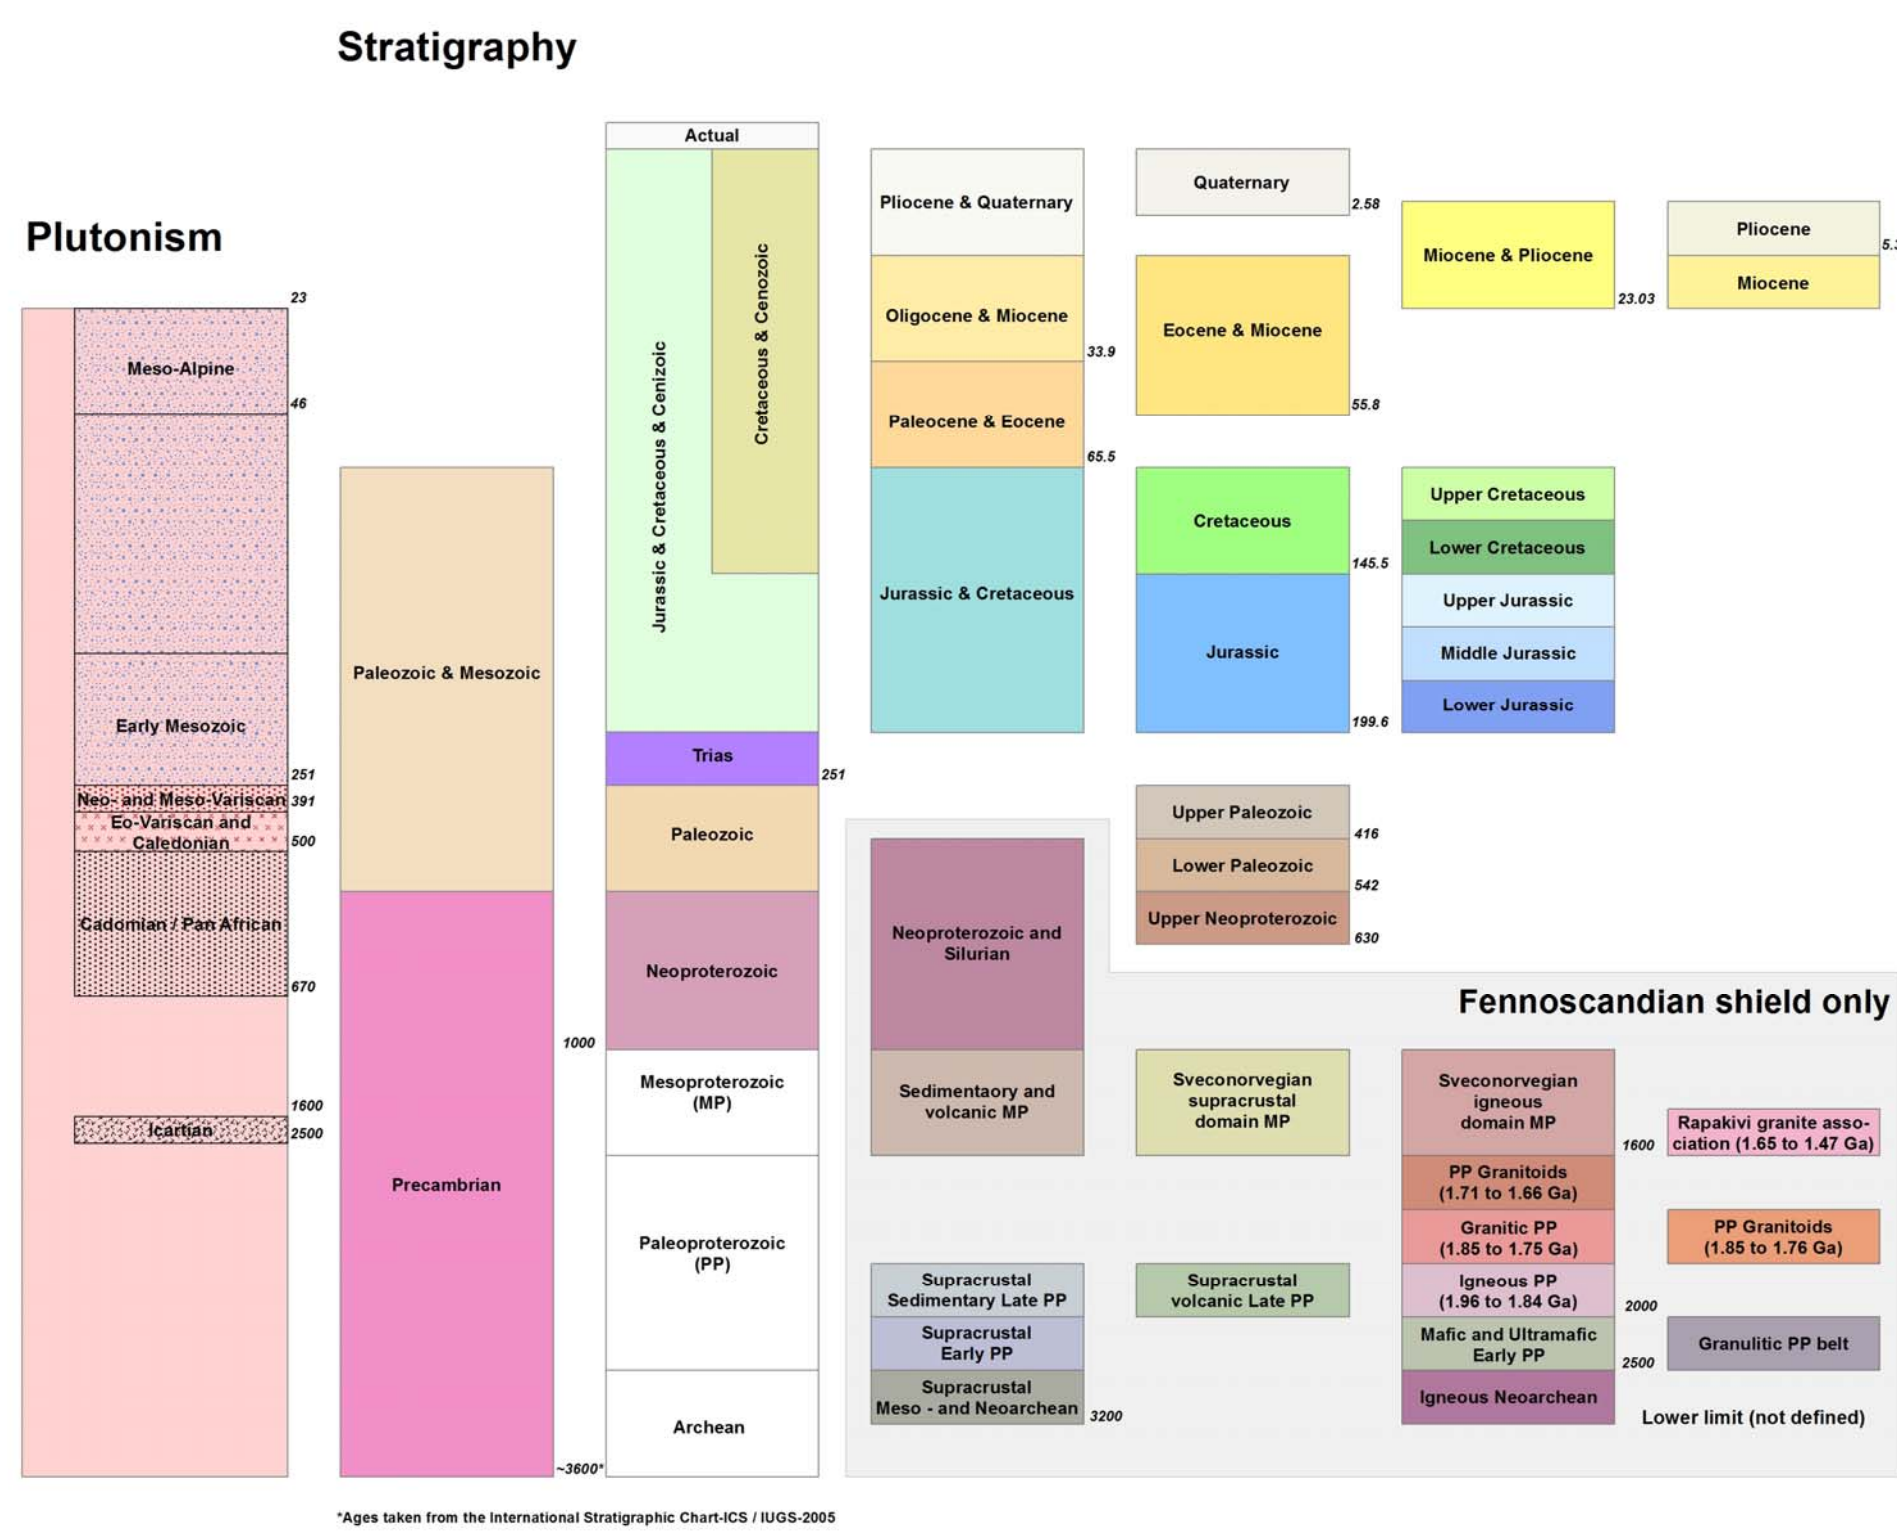 Stratigraphy
Plutonism
23
Meso-Alpine
46
Early Mesozoic
251
Neo- and Meso-Variscan
391
Eo-Variscan and
Caledonian
500
Cadomian / Pan African
670
1600
Icartian
2500
Paleozoic & Mesozoic
Precambrian
1000
~3600*
Actual
Jurassic & Cretaceous & Cenizoic
Cretaceous & Cenozoic
Trias
251
Paleozoic
Neoproterozoic
Mesoproterozoic
(MP)
Paleoproterozoic
(PP)
Archean
Pliocene & Quaternary
Oligocene & Miocene
33.9
Paleocene & Eocene
65.5
Jurassic & Cretaceous
Neoproterozoic and
Silurian
Sedimentaory and
volcanic MP
Supracrustal
Sedimentary Late PP
Supracrustal
Early PP
Supracrustal
Meso - and Neoarchean
3200
Quaternary
2.58
Eocene & Miocene
55.8
Cretaceous
145.5
Jurassic
199.6
Upper Paleozoic
416
Lower Paleozoic
542
Upper Neoproterozoic
630
Sveconorvegian
supracrustal
domain MP
Supracrustal
volcanic Late PP
Miocene & Pliocene
23.03
Upper Cretaceous
Lower Cretaceous
Upper Jurassic
Middle Jurassic
Lower Jurassic
Pliocene
Miocene
Fennoscandian shield only
Sveconorvegian
igneous
domain MP
1600
PP Granitoids
(1.71 to 1.66 Ga)
Granitic PP
(1.85 to 1.75 Ga)
Igneous PP
(1.96 to 1.84 Ga)
2000
Mafic and Ultramafic
Early PP
2500
Igneous Neoarchean
Rapakivi granite asso-
ciation (1.65 to 1.47 Ga)
PP Granitoids
(1.85 to 1.76 Ga)
Granulitic PP belt
Lower limit (not defined)
*Ages taken from the International Stratigraphic Chart-ICS / IUGS-2005